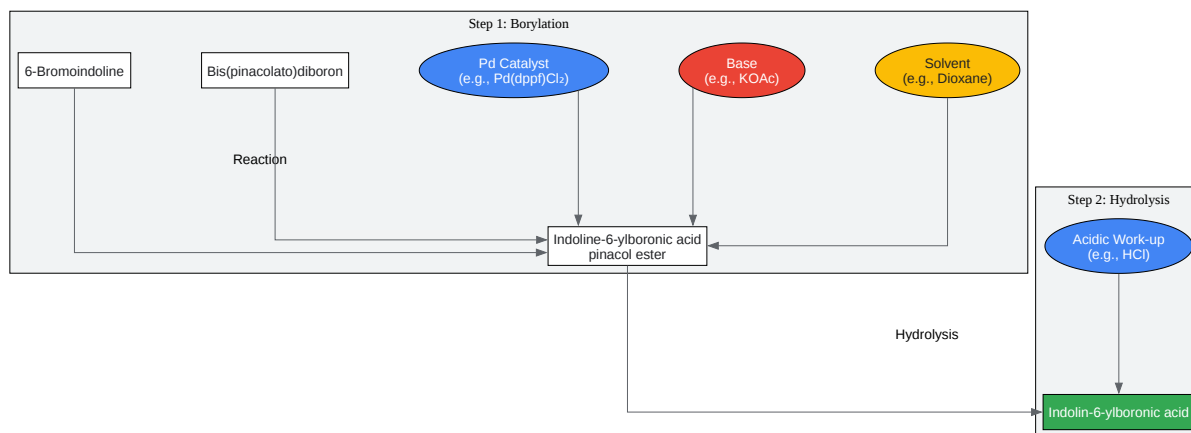 Step 1: Borylation
6-Bromoindoline
Bis(pinacolato)diboron
Pd Catalyst
(e.g., Pd(dppf)Cl₂)
Base
(e.g., KOAc)
Solvent
(e.g., Dioxane)
Reaction
Indoline-6-ylboronic acid
pinacol ester
Step 2: Hydrolysis
Acidic Work-up
(e.g., HCl)
Hydrolysis
Indolin-6-ylboronic acid